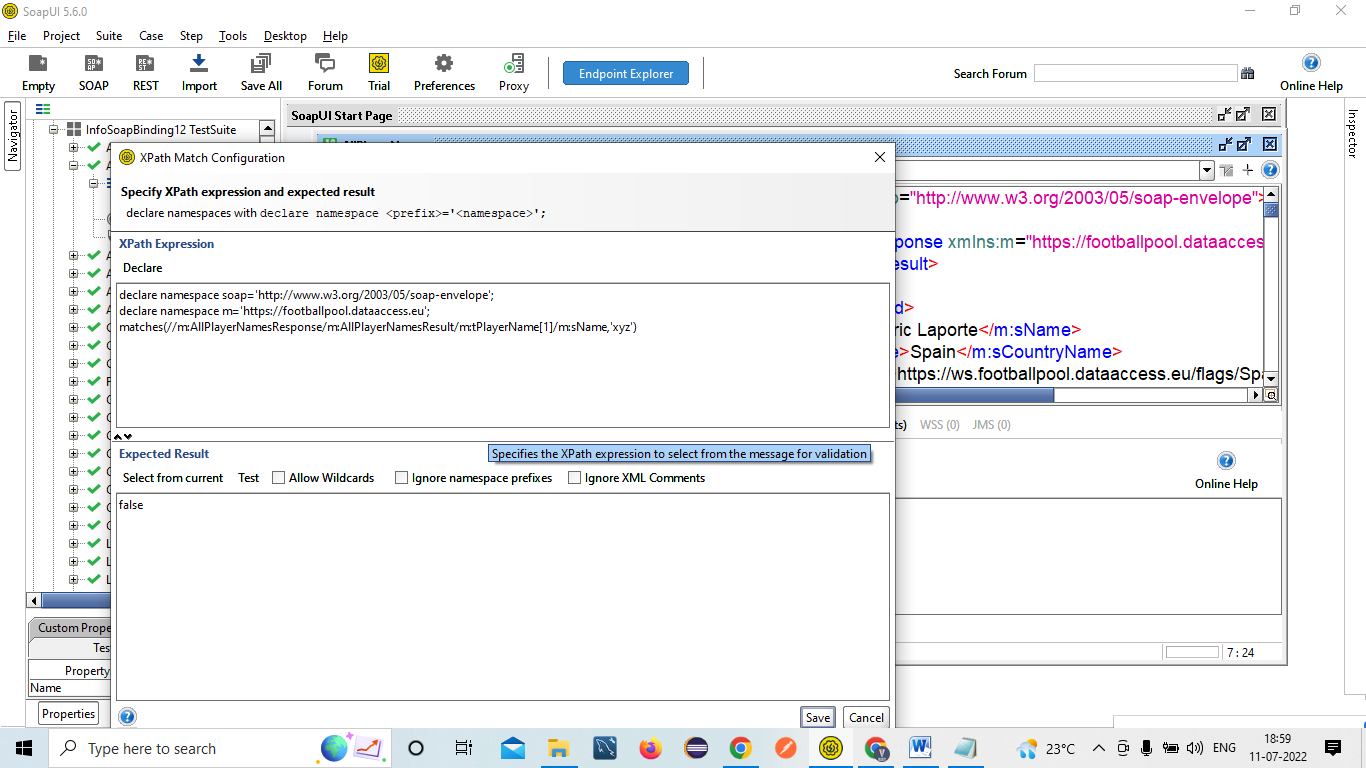 SoapUI 5.6.0
File Project Suite Case Step Tools Desktop Help
Empty SOAP REST Import Save All Forum Trial Preferences Proxy Endpoint Explorer Search Forum Online Help
Navigator
Inspector
SoapUI Start Page
InfoSoapBinding12 TestSuite
XPath Match Configuration
Specify XPath expression and expected result
declare namespaces with declare namespace <prefix>='<namespace>';
XPath Expression
Declare
declare namespace soap='http://www.w3.org/2003/05/soap-envelope';
declare namespace m='https://footballpool.dataaccess.eu';
matches(//m:AllPlayerNamesResponse/m:AllPlayerNamesResult/m:tPlayerName[1]/m:sName,'xyz')
Expected Result
Specifies the XPath expression to select from the message for validation
Select from current Test Allow Wildcards Ignore namespace prefixes Ignore XML Comments
false
Save Cancel
="http://www.w3.org/2003/05/soap-envelope">
ponse xmlns:m="https://footballpool.dataacces
esult>
d>
ric Laporte</m:sName>
e>Spain</m:sCountryName>
https://ws.footballpool.dataaccess.eu/flags/Spa
ts) WSS (0) JMS (0)
Online Help
7 : 24
Custom Prope
Tes
Property
Name
Properties
Type here to search
23°C
ENG
18:59
11-07-2022